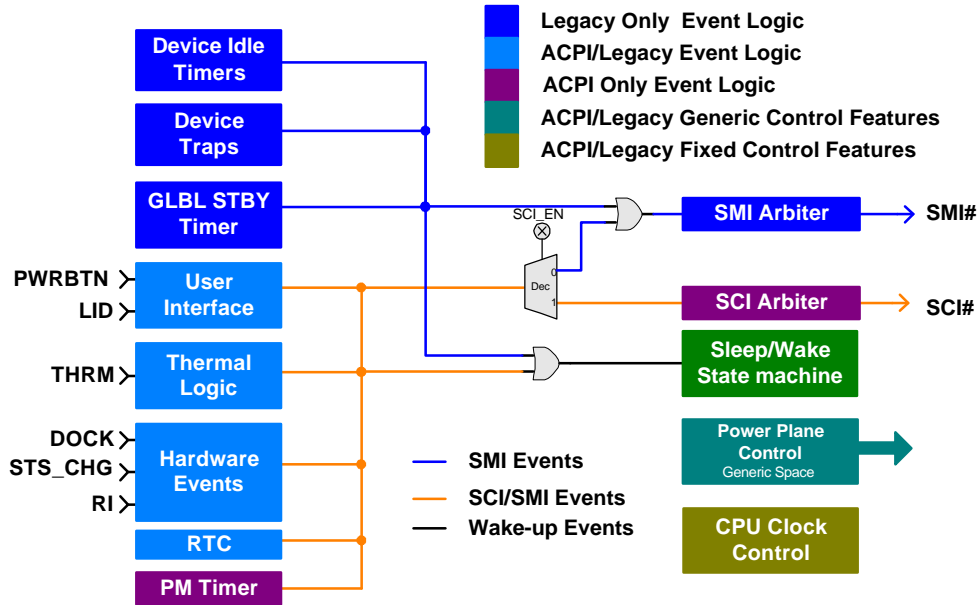 Legacy Only Event Logic
ACPI/Legacy Event Logic
ACPI Only Event Logic
ACPI/Legacy Generic Control Features
ACPI/Legacy Fixed Control Features
Device Idle
Timers
Device
Traps
GLBL STBY
Timer
SCI_EN
SMI Arbiter
SMI#
PWRBTN
LID
User
Interface
0
Dec
1
SCI Arbiter
SCI#
THRM
Thermal
Logic
Sleep/Wake
State machine
DOCK
STS_CHG
RI
Hardware
Events
SMI Events
SCI/SMI Events
Wake-up Events
Power Plane
Control
Generic Space
RTC
PM Timer
CPU Clock
Control